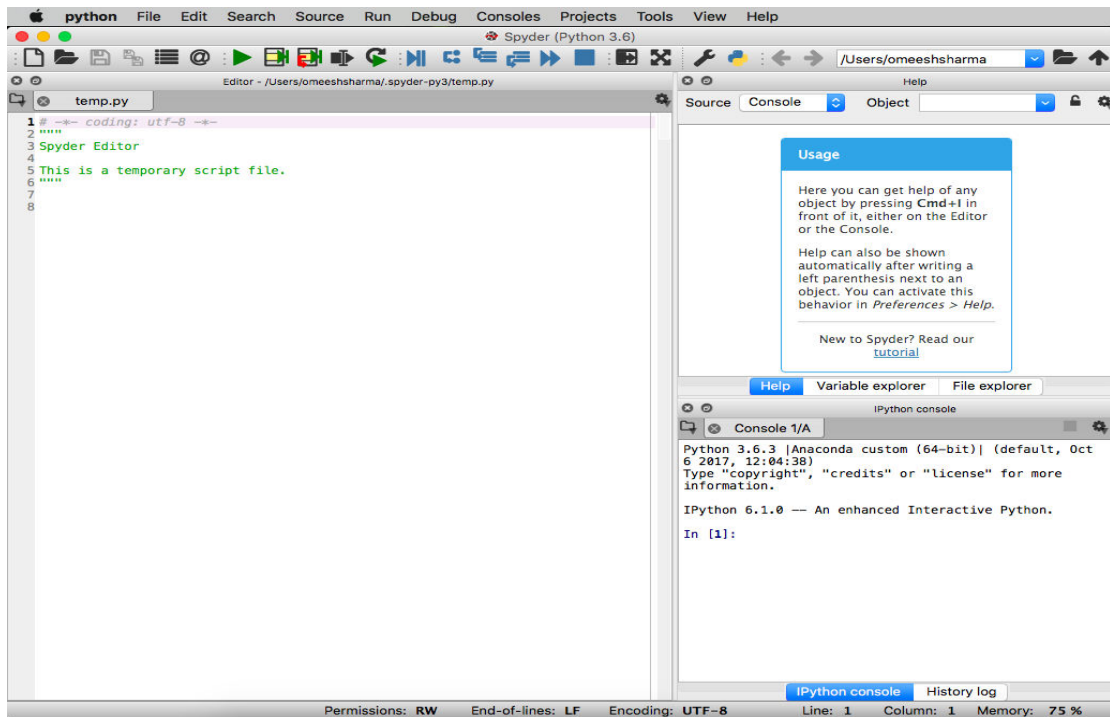 python File Edit Search Source Run Debug Consoles Projects Tools View Help
Spyder (Python 3.6)
/Users/omeeshsharma
Editor - /Users/omeeshsharma/.spyder-py3/temp.py
temp.py
1 # -*- coding: utf-8 -*-
2 """
3 Spyder Editor
4
5 This is a temporary script file.
6 """
7
8
Help
Source Console Object
Usage
Here you can get help of any
object by pressing Cmd+I in
front of it, either on the Editor
or the Console.
Help can also be shown
automatically after writing a
left parenthesis next to an
object. You can activate this
behavior in Preferences > Help.
New to Spyder? Read our
tutorial
Help Variable explorer File explorer
IPython console
Console 1/A
Python 3.6.3 |Anaconda custom (64-bit)| (default, Oct
6 2017, 12:04:38)
Type "copyright", "credits" or "license" for more
information.
IPython 6.1.0 -- An enhanced Interactive Python.
In [1]:
IPython console History log
Permissions: RW End-of-lines: LF Encoding: UTF-8 Line: 1 Column: 1 Memory: 75 %